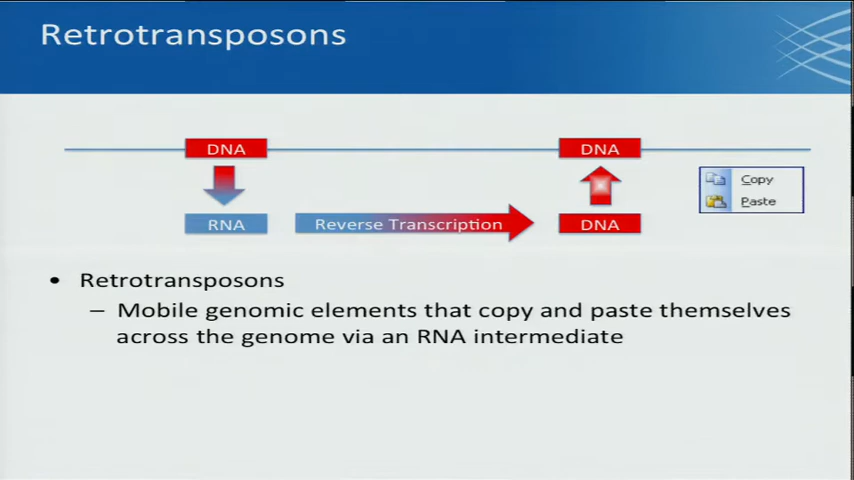 Retrotransposons
DNA
DNA
Copy
Paste
RNA
Reverse Transcription
DNA
• Retrotransposons
– Mobile genomic elements that copy and paste themselves
across the genome via an RNA intermediate